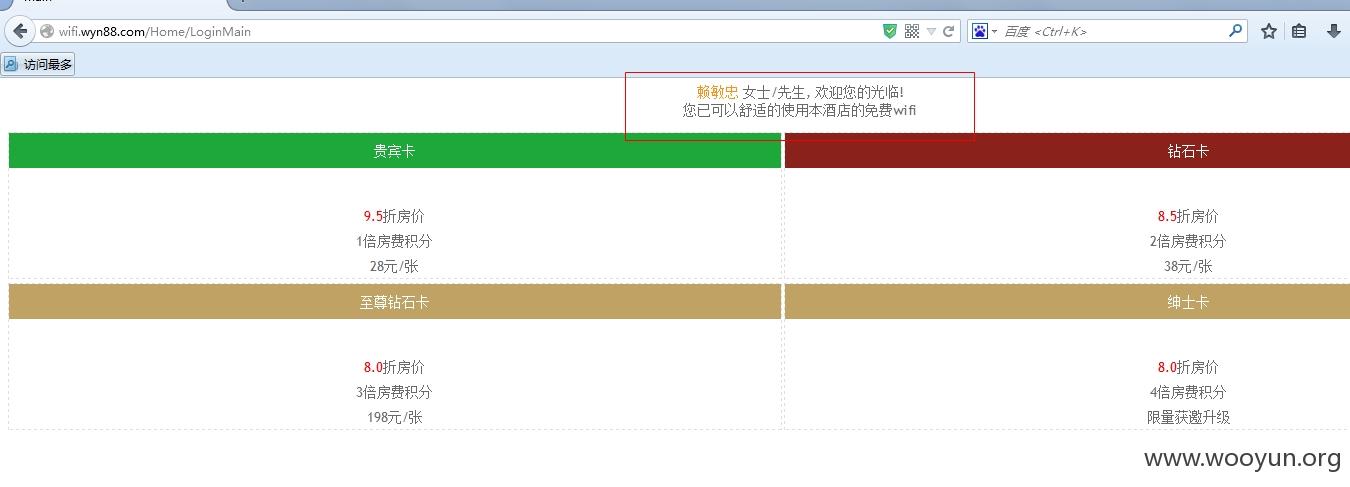 wifi.wyn88.com/Home/LoginMain
百度 <Ctrl+K>
访问最多
赖敏忠 女士/先生, 欢迎您的光临!
您已可以舒适的使用本酒店的免费wifi
贵宾卡
9.5折房价
1倍房费积分
28元/张
钻石卡
8.5折房价
2倍房费积分
38元/张
至尊钻石卡
8.0折房价
3倍房费积分
198元/张
绅士卡
8.0折房价
4倍房费积分
限量获邀升级
www.wooyun.org